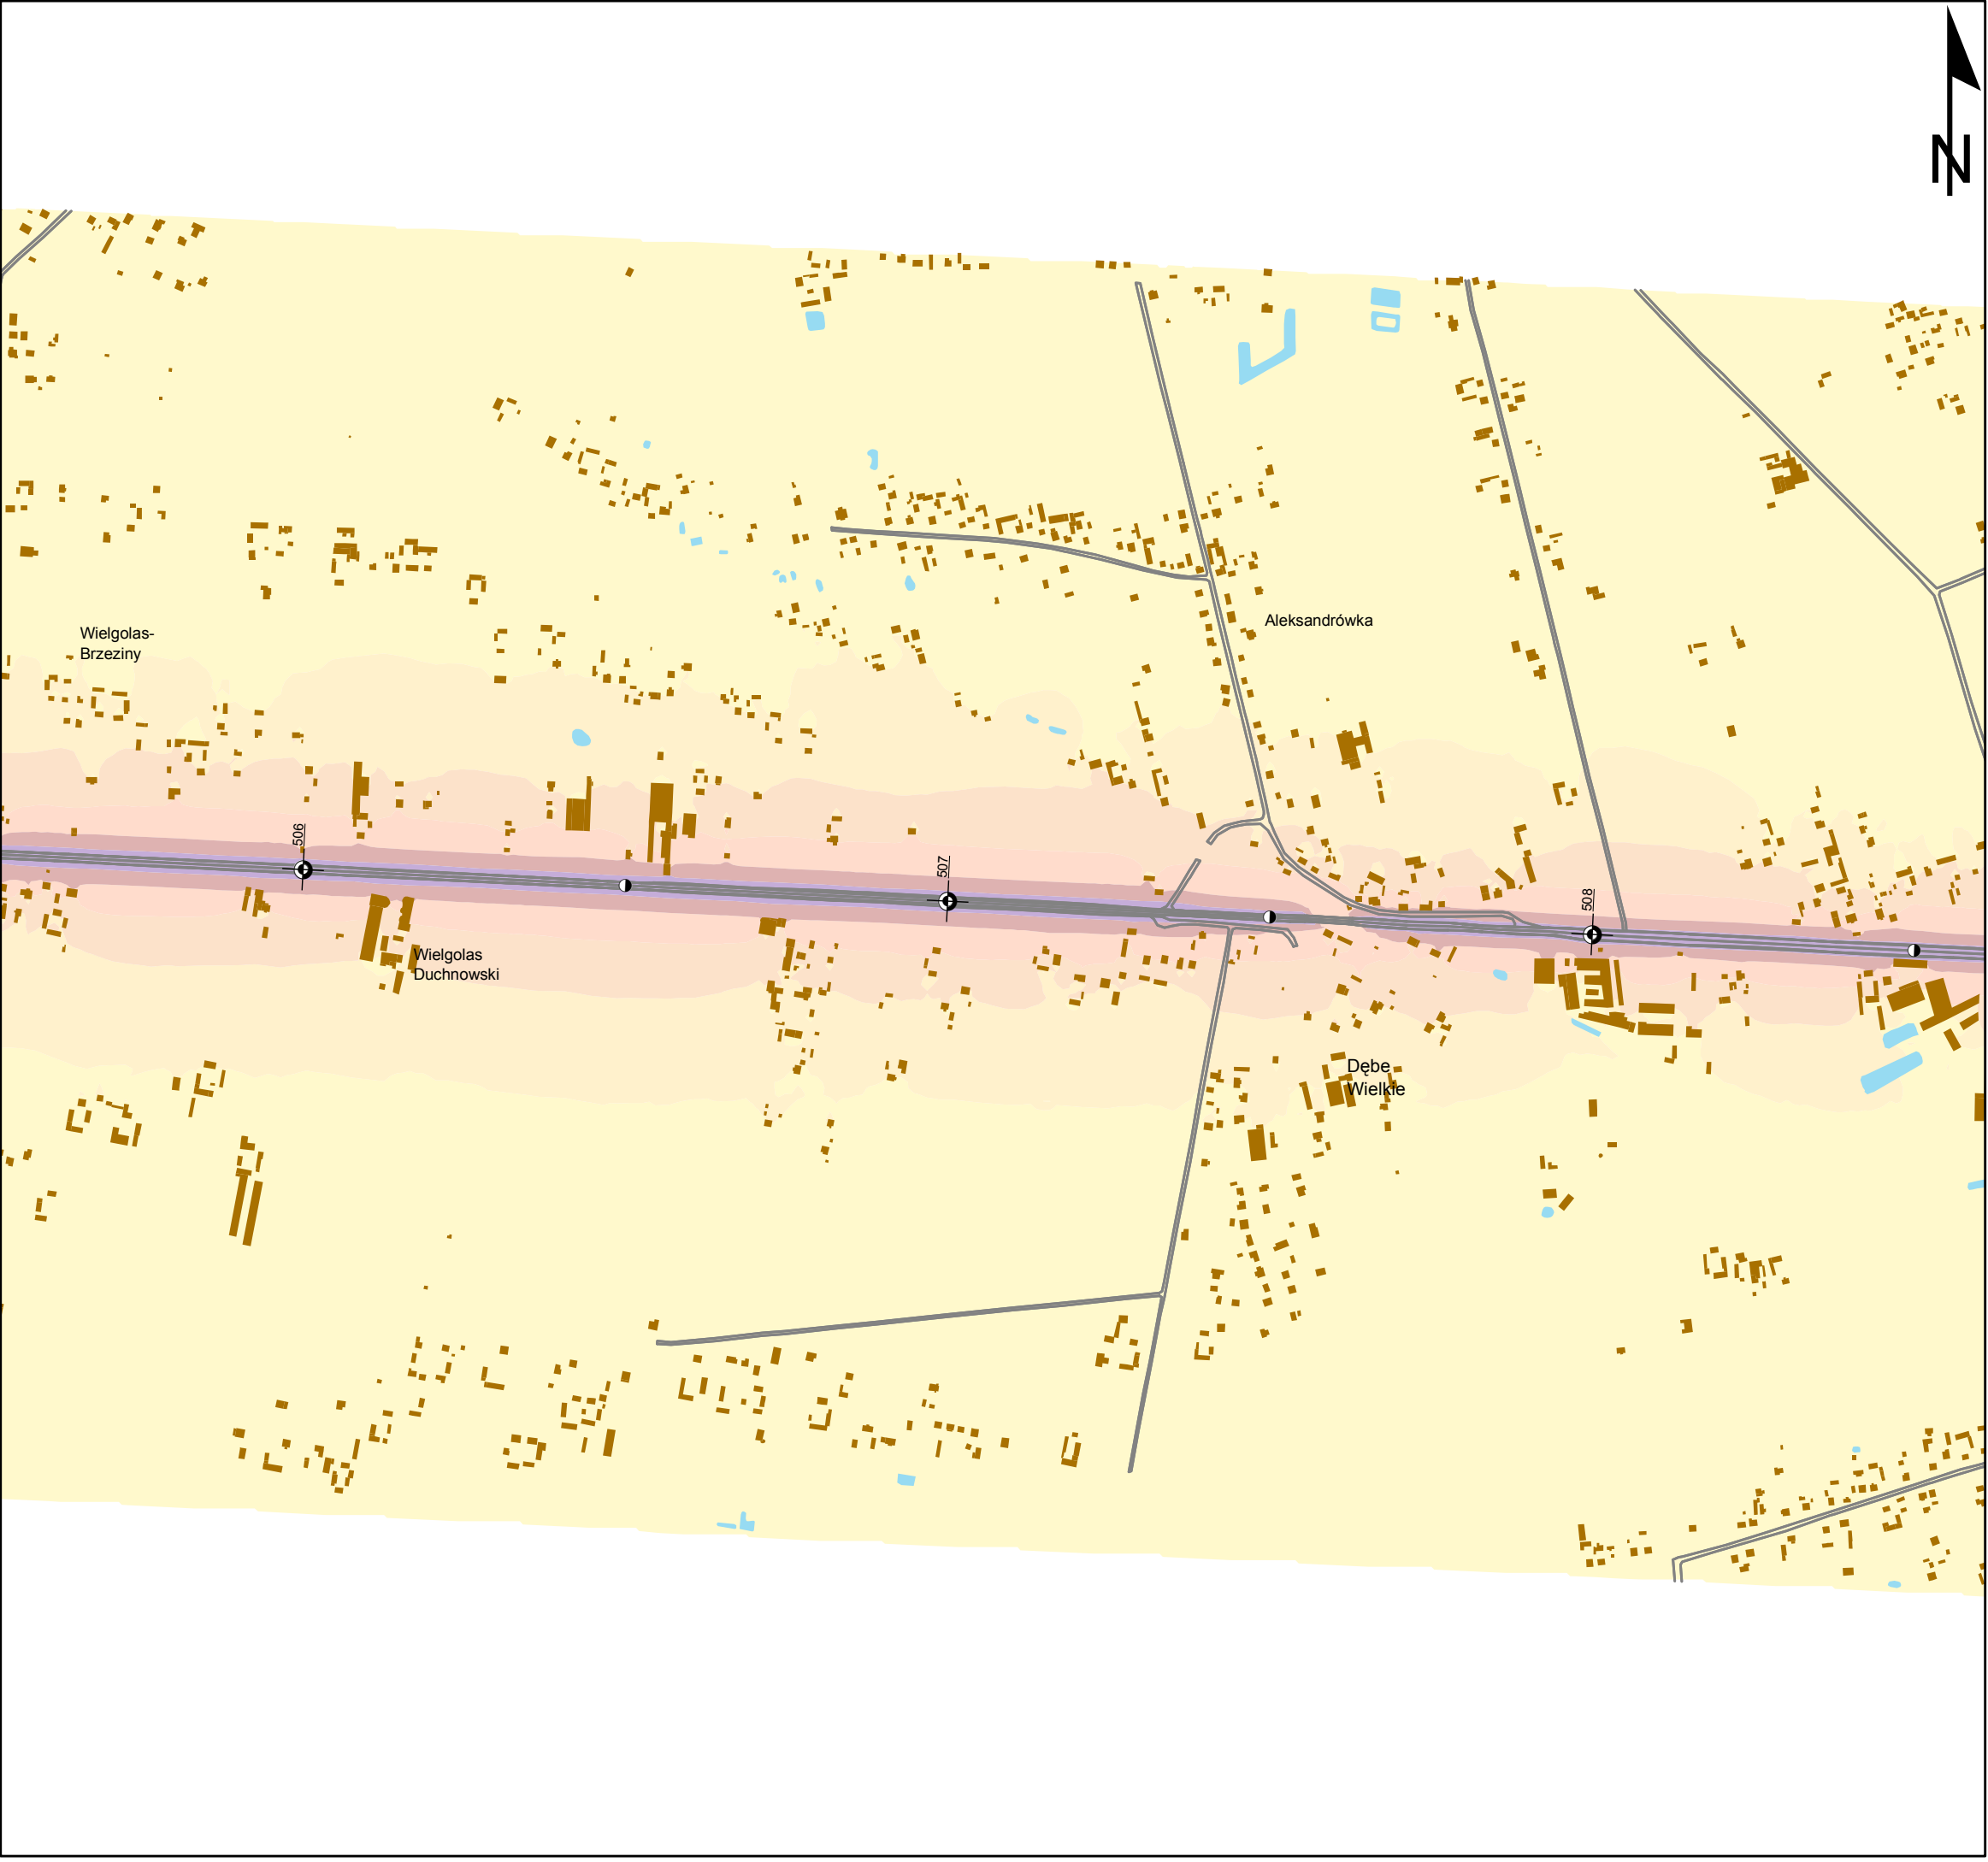 N
Aleksandrówka
Wielgolas-
Brzeziny
506
507
508
Wielgolas
Duchnowski
Dębe
Wielkie